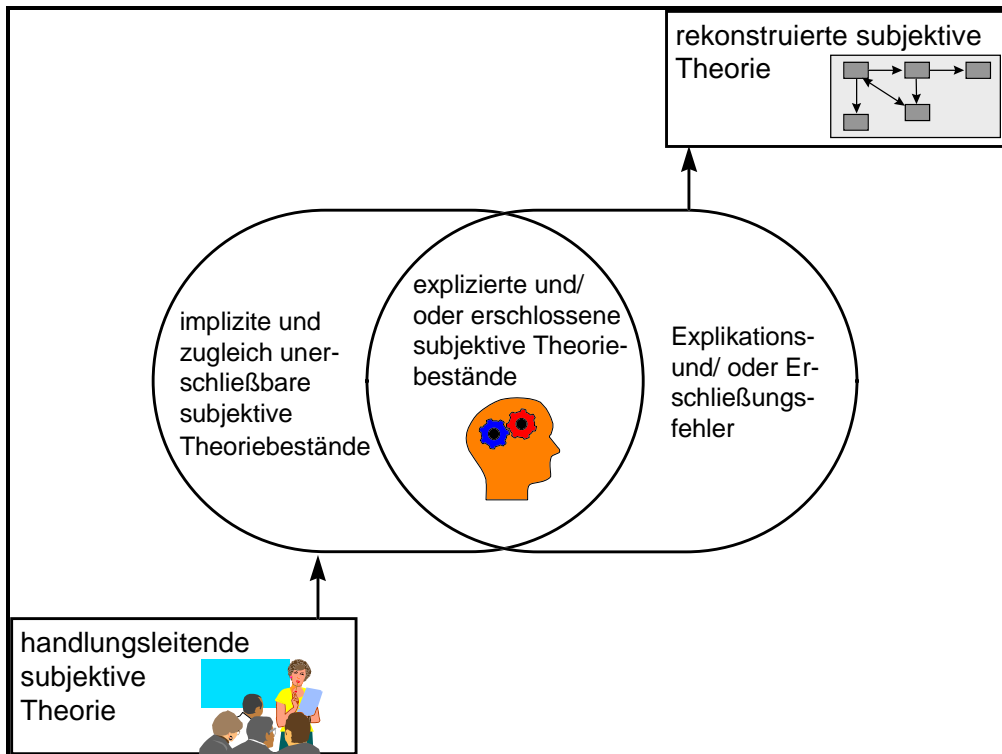 rekonstruierte subjektive
Theorie
implizite und
zugleich uner-
schließbare
subjektive
Theoriebestände
explizierte und/
oder erschlossene
subjektive Theorie-
bestände
Explikations-
und/ oder Er-
schließungs-
fehler
handlungsleitende
subjektive
Theorie